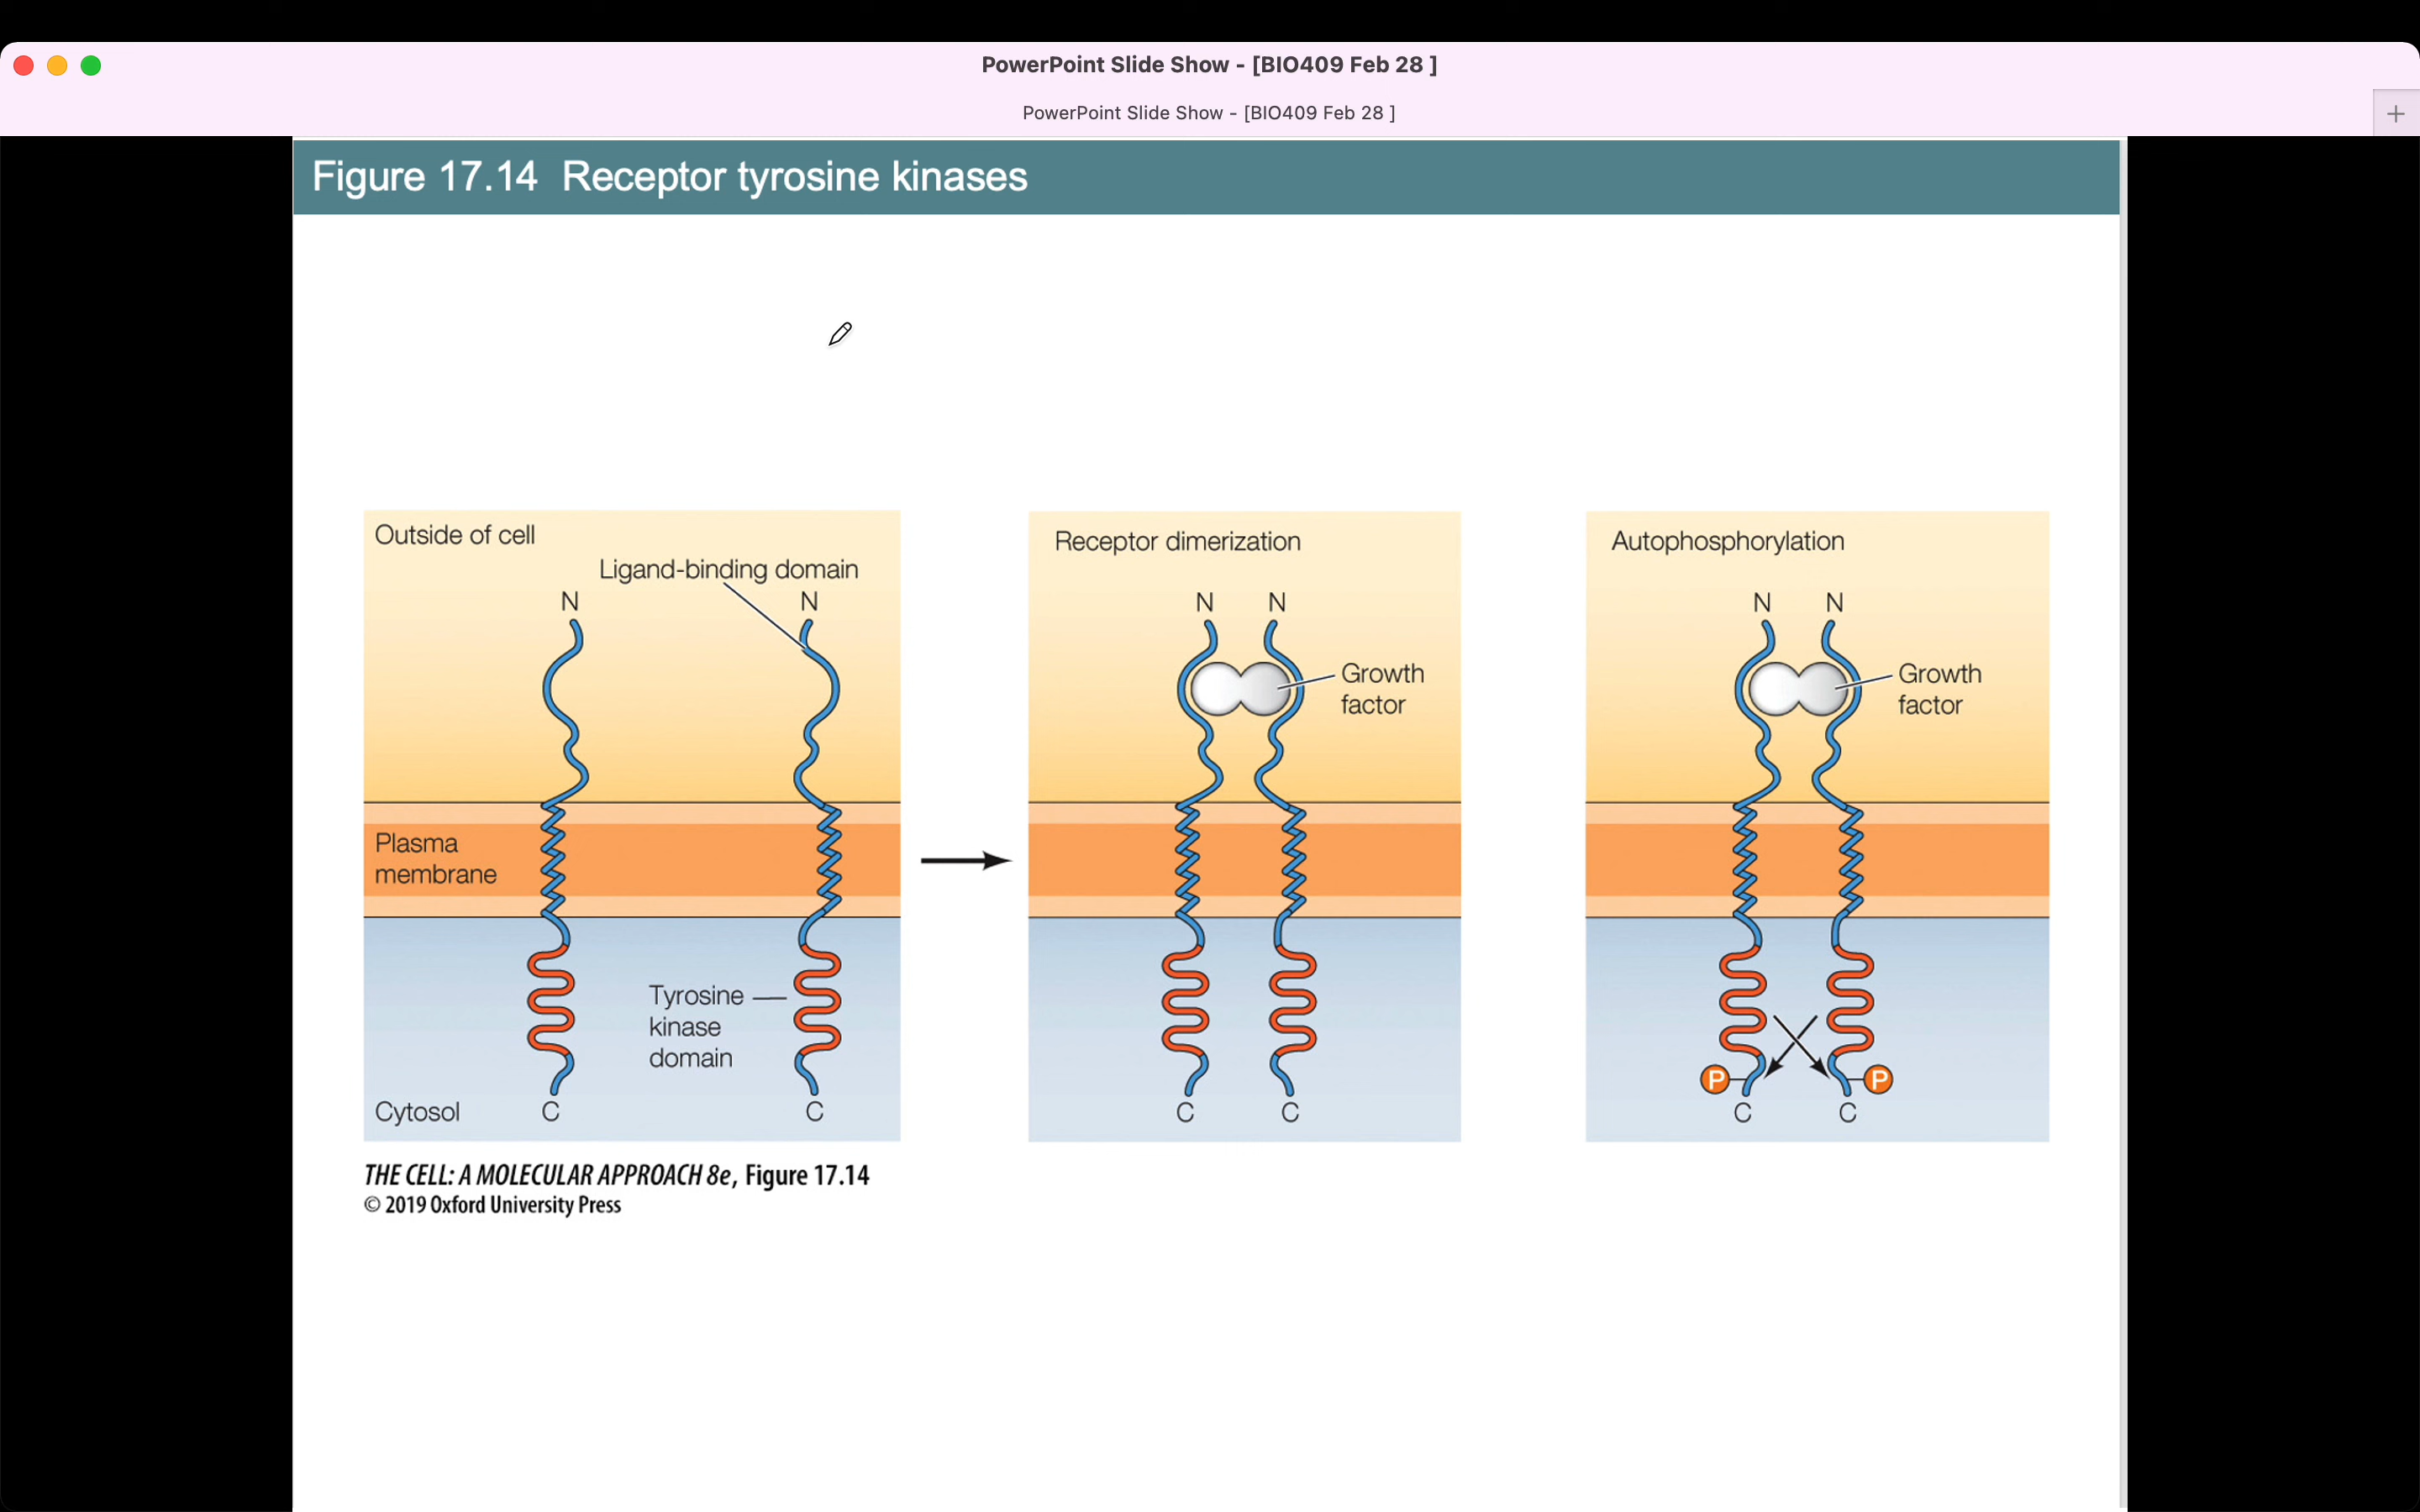 PowerPoint Slide Show - [BIO409 Feb 28 ]
PowerPoint Slide Show - [BIO409 Feb 28 ]
+
Figure 17.14 Receptor tyrosine kinases
Outside of cell
Ligand-binding domain
N
N
Plasma
membrane
Tyrosine
kinase
domain
Cytosol
C
C
Receptor dimerization
N
N
Growth
factor
C
C
Autophosphorylation
N
N
Growth
factor
P
P
C
C
THE CELL: A MOLECULAR APPROACH 8e, Figure 17.14
© 2019 Oxford University Press